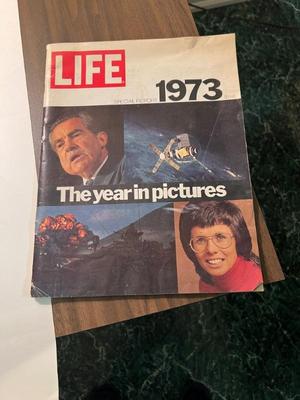 LIFE
SPECIAL REPORT
1973
The year in pictures